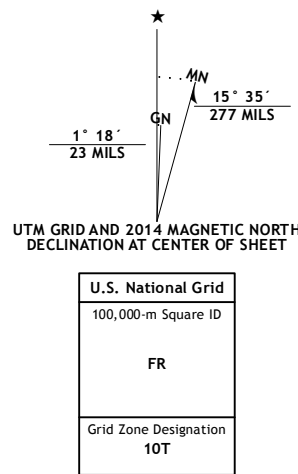 ★
MN
GN
15° 35´
277 MILS
1° 18´
23 MILS
UTM GRID AND 2014 MAGNETIC NORTH
DECLINATION AT CENTER OF SHEET
U.S. National Grid
100,000-m Square ID
FR
Grid Zone Designation
10T